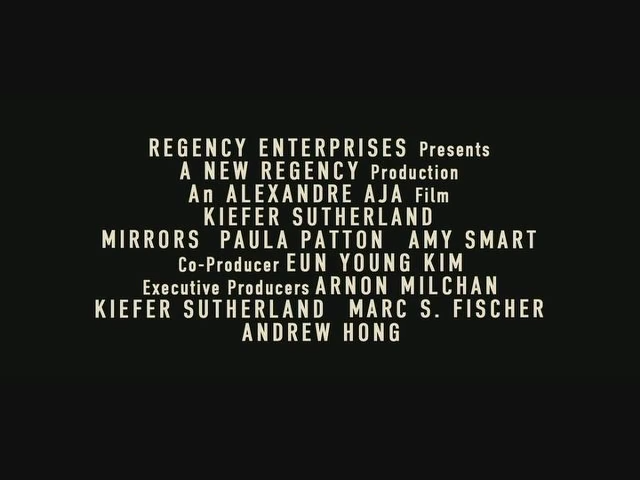 REGENCY ENTERPRISES Presents
A NEW REGENCY Production
An ALEXANDRE AJA Film
KIEFER SUTHERLAND
MIRRORS PAULA PATTON AMY SMART
Co-Producer EUN YOUNG KIM
Executive Producers ARNON MILCHAN
KIEFER SUTHERLAND MARC S. FISCHER
ANDREW HONG